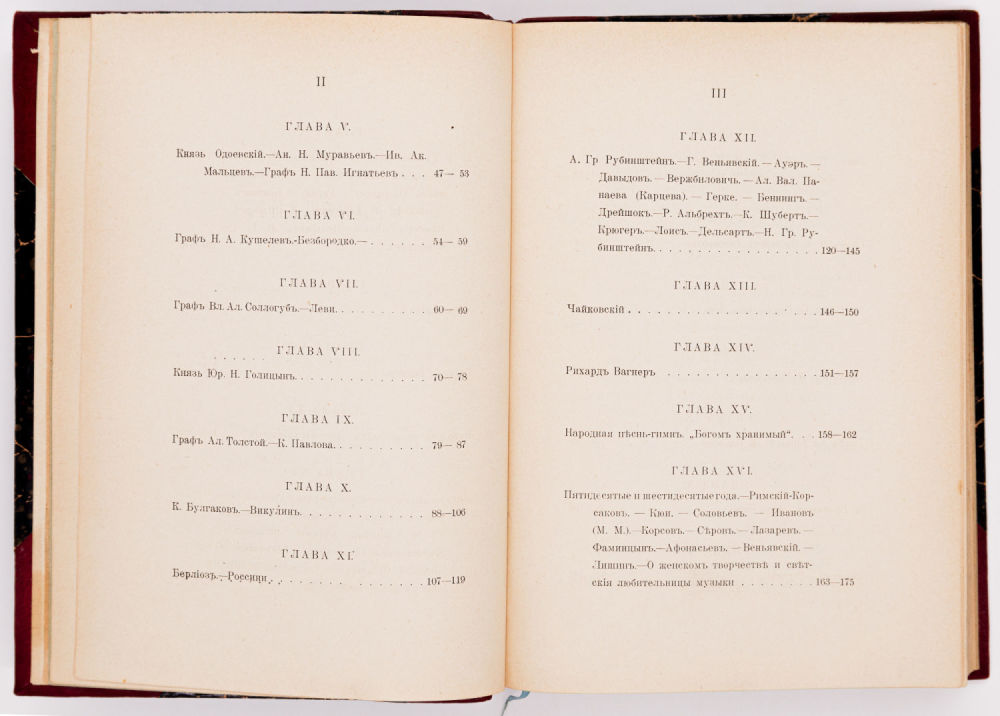 II
ГЛАВА V.
Князь Одоевскій.—Ан. Н. Муравьевъ.—Ив. Ак.
Мальцевъ.—Графъ Н. Пав. Игнатьевъ . . . 47— 53
ГЛАВА VI.
Графъ Н. А. Кушелевъ-Безбородко.— . . . . . . . 54— 59
ГЛАВА VII.
Графъ Вл. Ал. Соллогубъ.—Леви. . . . . . . . . . 60— 69
ГЛАВА VIII.
Князь Юр. Н. Голицынъ. . . . . . . . . . . . . . 70— 78
ГЛАВА IX.
Графъ Ал. Толстой.—К. Павлова. . . . . . . . . . 79— 87
ГЛАВА X.
К. Булгаковъ.—Викулинъ. . . . . . . . . . . . . 88—106
ГЛАВА XI.
Берліозъ.—Россини. . . . . . . . . . . . . . . 107—119
III
ГЛАВА XII.
А. Гр Рубинштейнъ.—Г. Веньявскій.—Ауэръ.—
Давыдовъ. — Вержбиловичъ. — Ал. Вал. Па-
наева (Карцева). — Герке. — Беннингъ. —
Дрейшокъ.—Р. Альбрехтъ.—К. Шубертъ.—
Крюгеръ.—Лоисъ.—Дельсартъ.—Н. Гр. Ру-
бинштейнъ. . . . . . . . . . . . . . . . . . 120—145
ГЛАВА XIII.
Чайковскій . . . . . . . . . . . . . . . . . . . 146—150
ГЛАВА XIV.
Рихардъ Вагнеръ . . . . . . . . . . . . . . . . 151—157
ГЛАВА XV.
Народная пѣснь-гимнъ. „Богомъ хранимый“. . . 158—162
ГЛАВА XVI.
Пятидесятые и шестидесятые года.—Римскій-Кор-
саковъ. — Кюи. — Соловьевъ. — Ивановъ
(М. М.).—Корсовъ.—Сѣровъ.—Лазаревъ.—
Фаминцынъ.—Афонасьевъ. — Веньявскій. —
Лишинъ.—О женскомъ творчествѣ и свѣт-
скія любительницы музыки . . . . . . . . 163—175